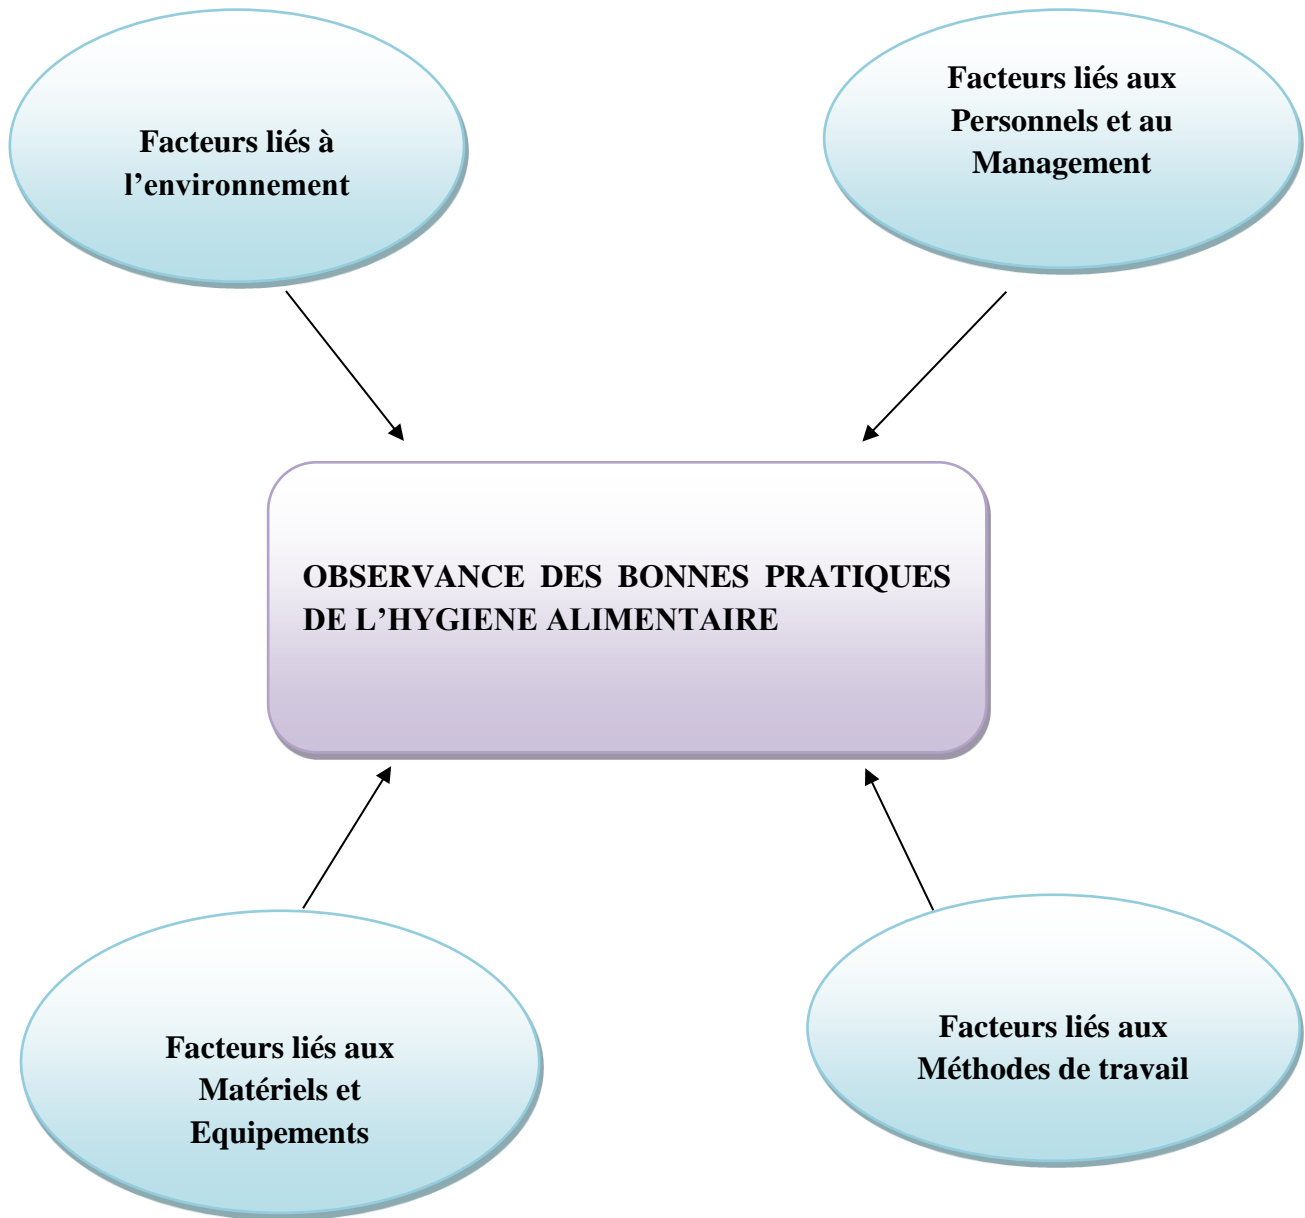 Facteurs liés à
l’environnement
Facteurs liés aux
Personnels et au
Management
OBSERVANCE DES BONNES PRATIQUES
DE L’HYGIENE ALIMENTAIRE
Facteurs liés aux
Matériels et
Equipements
Facteurs liés aux
Méthodes de travail